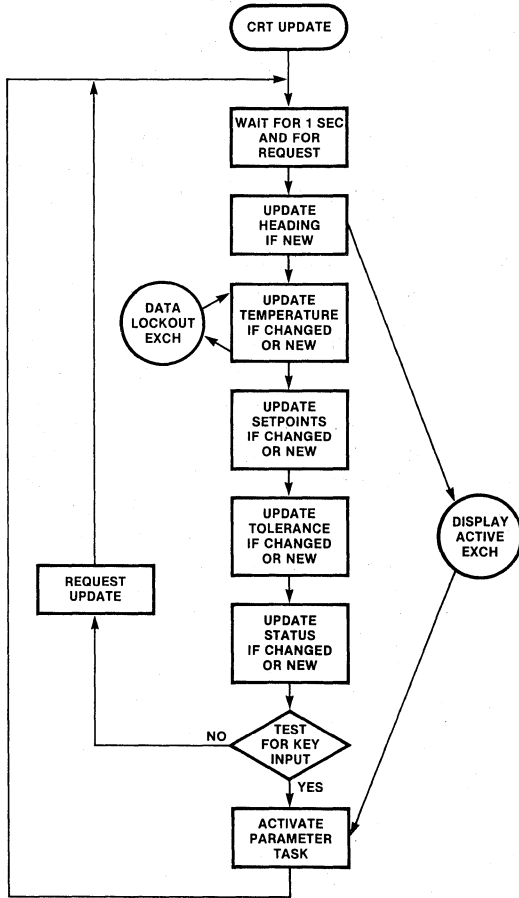 CRT UPDATE
WAIT FOR 1 SEC
AND FOR
REQUEST
UPDATE
HEADING
IF NEW
DATA
LOCKOUT
EXCH
UPDATE
TEMPERATURE
IF CHANGED
OR NEW
UPDATE
SETPOINTS
IF CHANGED
OR NEW
UPDATE
TOLERANCE
IF CHANGED
OR NEW
DISPLAY
ACTIVE
EXCH
REQUEST
UPDATE
UPDATE
STATUS
IF CHANGED
OR NEW
NO
TEST
FOR KEY
INPUT
YES
ACTIVATE
PARAMETER
TASK